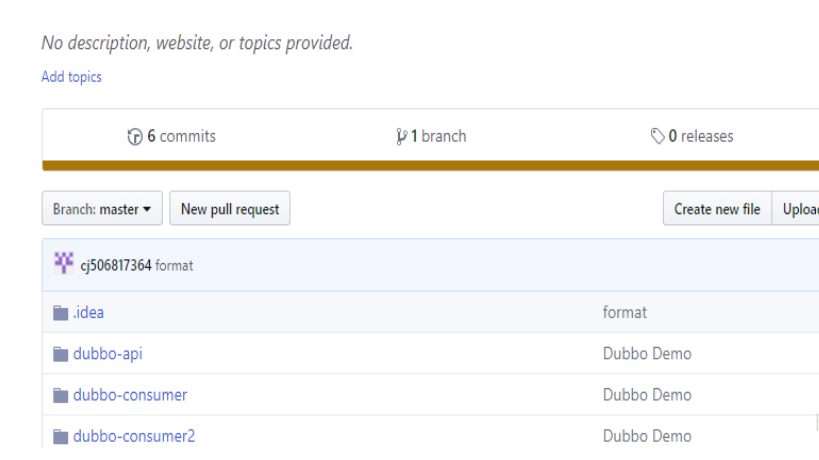 No description, website, or topics provided.
Add topics
6 commits 1 branch 0 releases
Branch: master New pull request Create new file
cj506817364 format
.idea format
dubbo-api Dubbo Demo
dubbo-consumer Dubbo Demo
dubbo-consumer2 Dubbo Demo